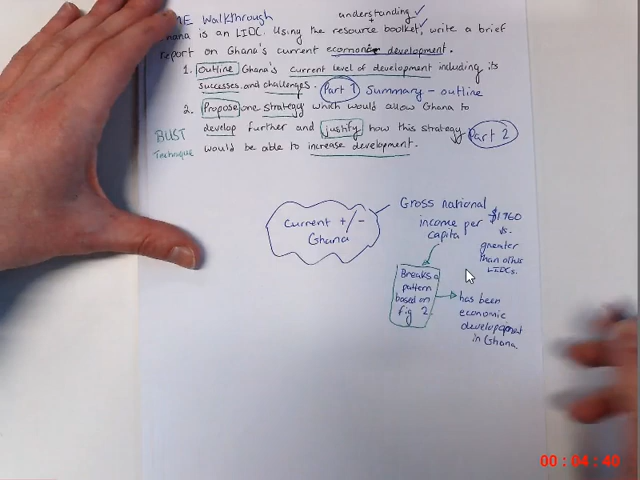 DME Walkthrough
understanding ✓
+
Ghana is an LIDC. Using the resource booklet ✓, write a brief
report on Ghana's current economic development.
1. Outline Ghana's current level of development including its
successes and challenges. Part 1 Summary - outline
2. Propose one strategy which would allow Ghana to
develop further and justify how this strategy Part 2
would be able to increase development.
BUST
Technique
Current +/-
Ghana
Gross national
income per
capita
$1760
vs.
greater
than other
LIDCs.
Breaks a
pattern
based on
fig 2
has been
economic
development
in Ghana.
00:04:40